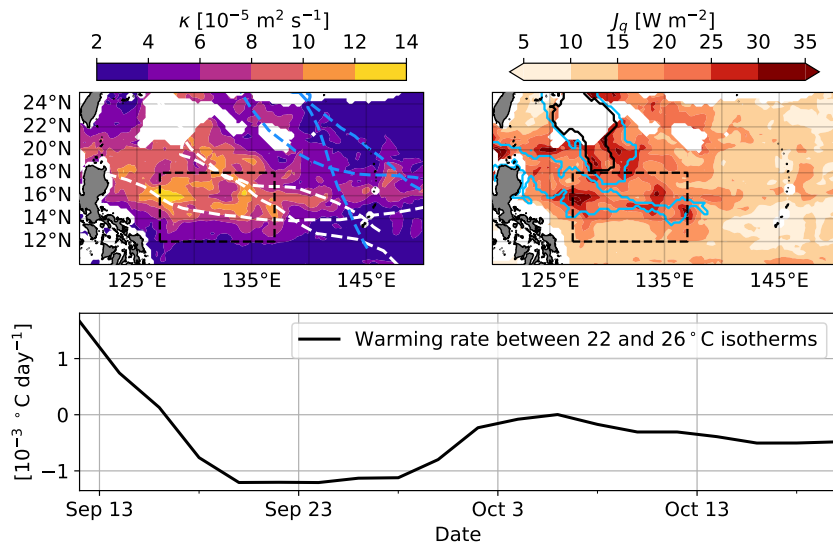 κ [10⁻⁵ m² s⁻¹]
2 4 6 8 10 12 14
24°N
22°N
20°N
18°N
16°N
14°N
12°N
125°E 135°E 145°E
J_q [W m⁻²]
5 10 15 20 25 30 35
125°E 135°E 145°E
[10⁻³ °C day⁻¹]
1
0
−1
Warming rate between 22 and 26°C isotherms
Sep 13 Sep 23 Oct 3 Oct 13
Date